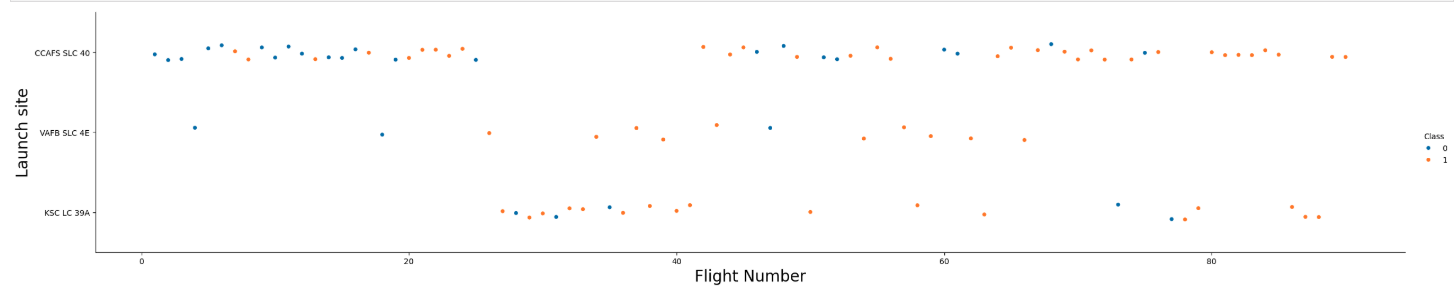 CCAFS SLC 40
VAFB SLC 4E
KSC LC 39A
Launch site
0 20 40 60 80
Flight Number
Class
0
1